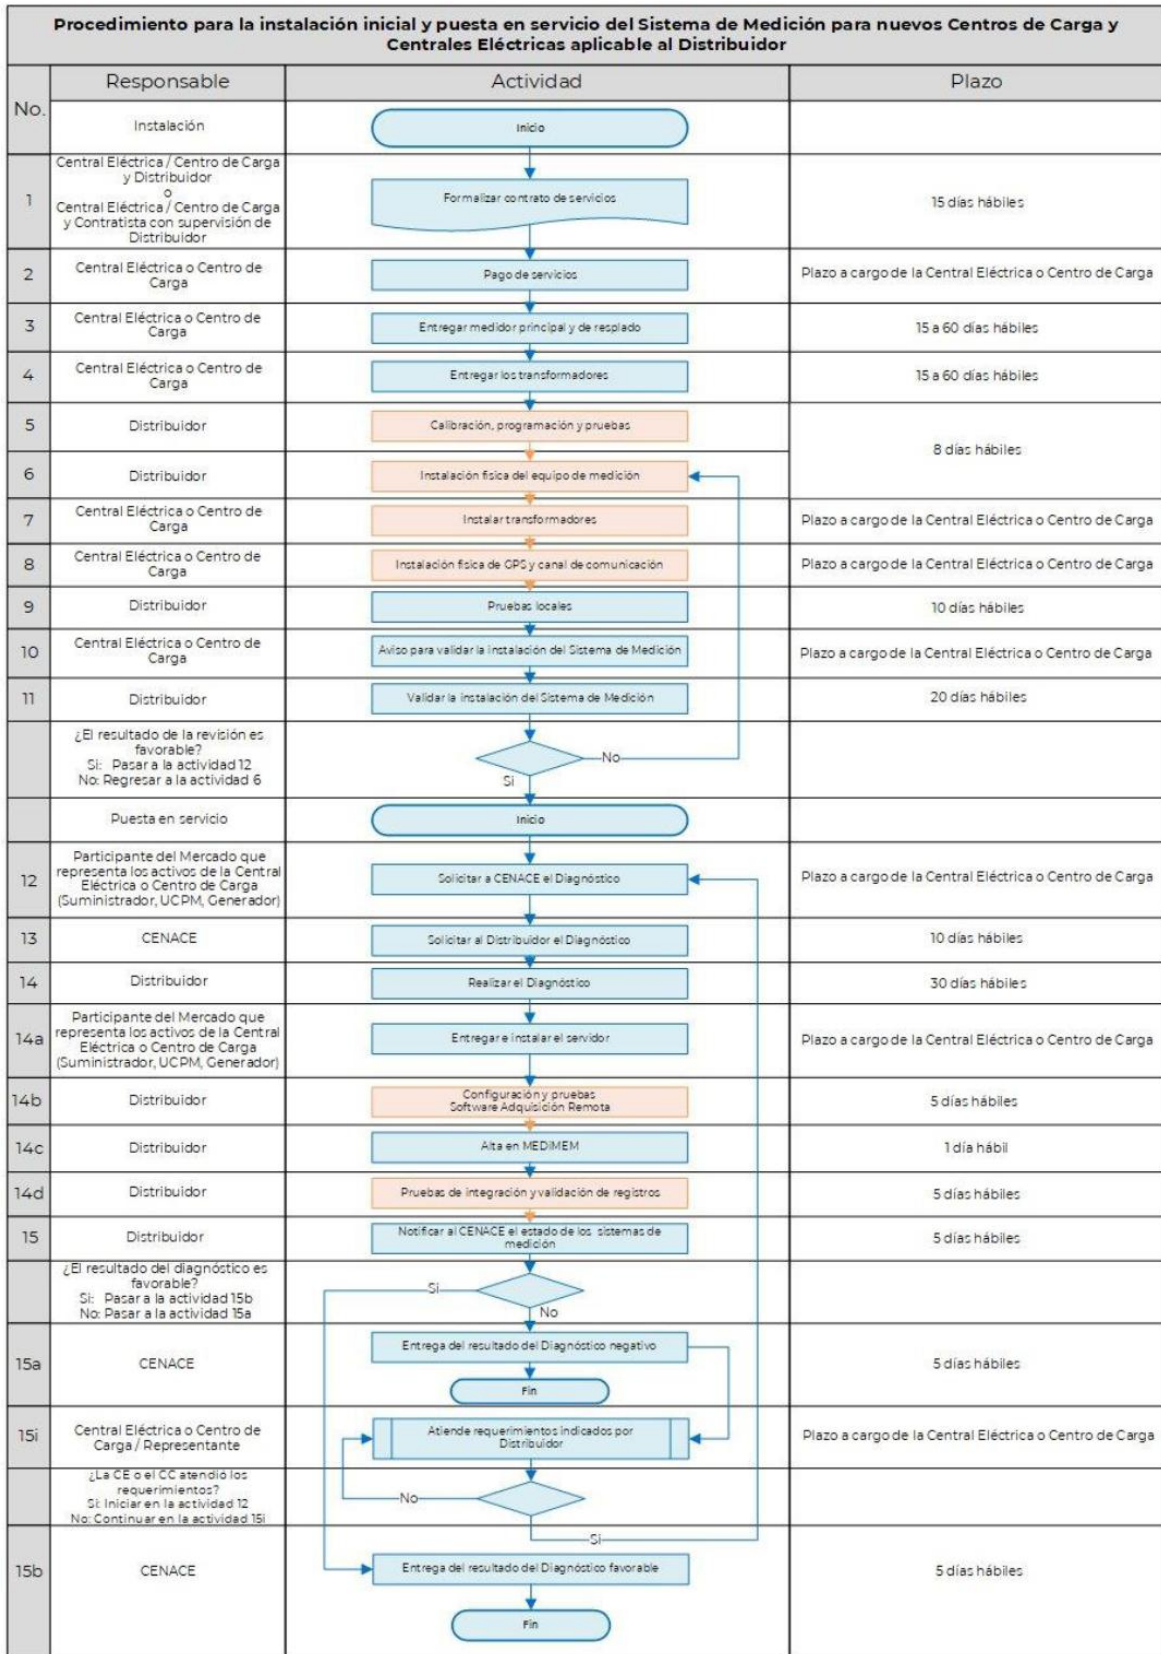 Procedimiento para la instalación inicial y puesta en servicio del Sistema de Medición para nuevos Centros de Carga y
Centrales Eléctricas aplicable al Distribuidor
No.
Responsable
Actividad
Plazo
Instalación
Inicio
1
Central Eléctrica / Centro de Carga
y Distribuidor
o
Central Eléctrica / Centro de Carga
y Contratista con supervisión de
Distribuidor
Formalizar contrato de servicios
15 días hábiles
2
Central Eléctrica o Centro de
Carga
Pago de servicios
Plazo a cargo de la Central Eléctrica o Centro de Carga
3
Central Eléctrica o Centro de
Carga
Entregar medidor principal y de resplado
15 a 60 días hábiles
4
Central Eléctrica o Centro de
Carga
Entregar los transformadores
15 a 60 días hábiles
5
Distribuidor
Calibración, programación y pruebas
8 días hábiles
6
Distribuidor
Instalación física del equipo de medición
7
Central Eléctrica o Centro de
Carga
Instalar transformadores
Plazo a cargo de la Central Eléctrica o Centro de Carga
8
Central Eléctrica o Centro de
Carga
Instalación física de GPS y canal de comunicación
Plazo a cargo de la Central Eléctrica o Centro de Carga
9
Distribuidor
Pruebas locales
10 días hábiles
10
Central Eléctrica o Centro de
Carga
Aviso para validar la instalación del Sistema de Medición
Plazo a cargo de la Central Eléctrica o Centro de Carga
11
Distribuidor
Validar la instalación del Sistema de Medición
20 días hábiles
¿El resultado de la revisión es
favorable?
Si: Pasar a la actividad 12
No: Regresar a la actividad 6
No
Si
Puesta en servicio
Inicio
12
Participante del Mercado que
representa los activos de la Central
Eléctrica o Centro de Carga
(Suministrador, UCPM, Generador)
Solicitar a CENACE el Diagnóstico
Plazo a cargo de la Central Eléctrica o Centro de Carga
13
CENACE
Solicitar al Distribuidor el Diagnóstico
10 días hábiles
14
Distribuidor
Realizar el Diagnóstico
30 días hábiles
14a
Participante del Mercado que
representa los activos de la Central
Eléctrica o Centro de Carga
(Suministrador, UCPM, Generador)
Entregar e instalar el servidor
Plazo a cargo de la Central Eléctrica o Centro de Carga
14b
Distribuidor
Configuración y pruebas
Software Adquisición Remota
5 días hábiles
14c
Distribuidor
Alta en MEDiMEM
1 día hábil
14d
Distribuidor
Pruebas de integración y validación de registros
5 días hábiles
15
Distribuidor
Notificar al CENACE el estado de los sistemas de
medición
5 días hábiles
¿El resultado del diagnóstico es
favorable?
Si: Pasar a la actividad 15b
No: Pasar a la actividad 15a
Si
No
15a
CENACE
Entrega del resultado del Diagnóstico negativo
Fin
5 días hábiles
15i
Central Eléctrica o Centro de
Carga / Representante
Atiende requerimientos indicados por
Distribuidor
Plazo a cargo de la Central Eléctrica o Centro de Carga
¿La CE o el CC atendió los
requerimientos?
Si: Iniciar en la actividad 12
No: Continuar en la actividad 15i
No
Si
15b
CENACE
Entrega del resultado del Diagnóstico favorable
5 días hábiles
Fin